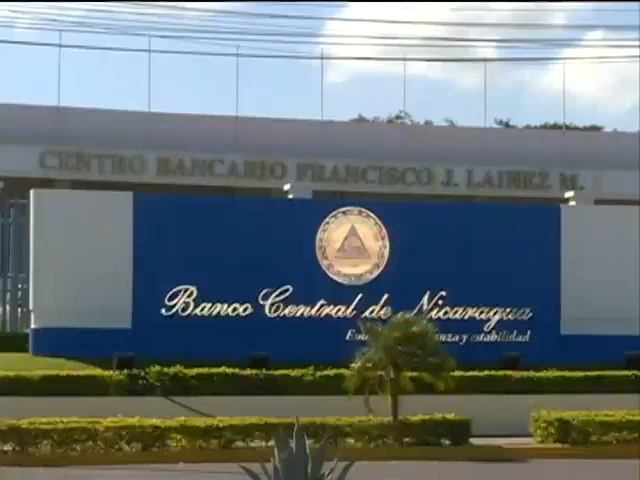 CENTRO BANCARIO FRANCISCO J. LAINEZ M.
Banco Central de Nicaragua
y estabilidad